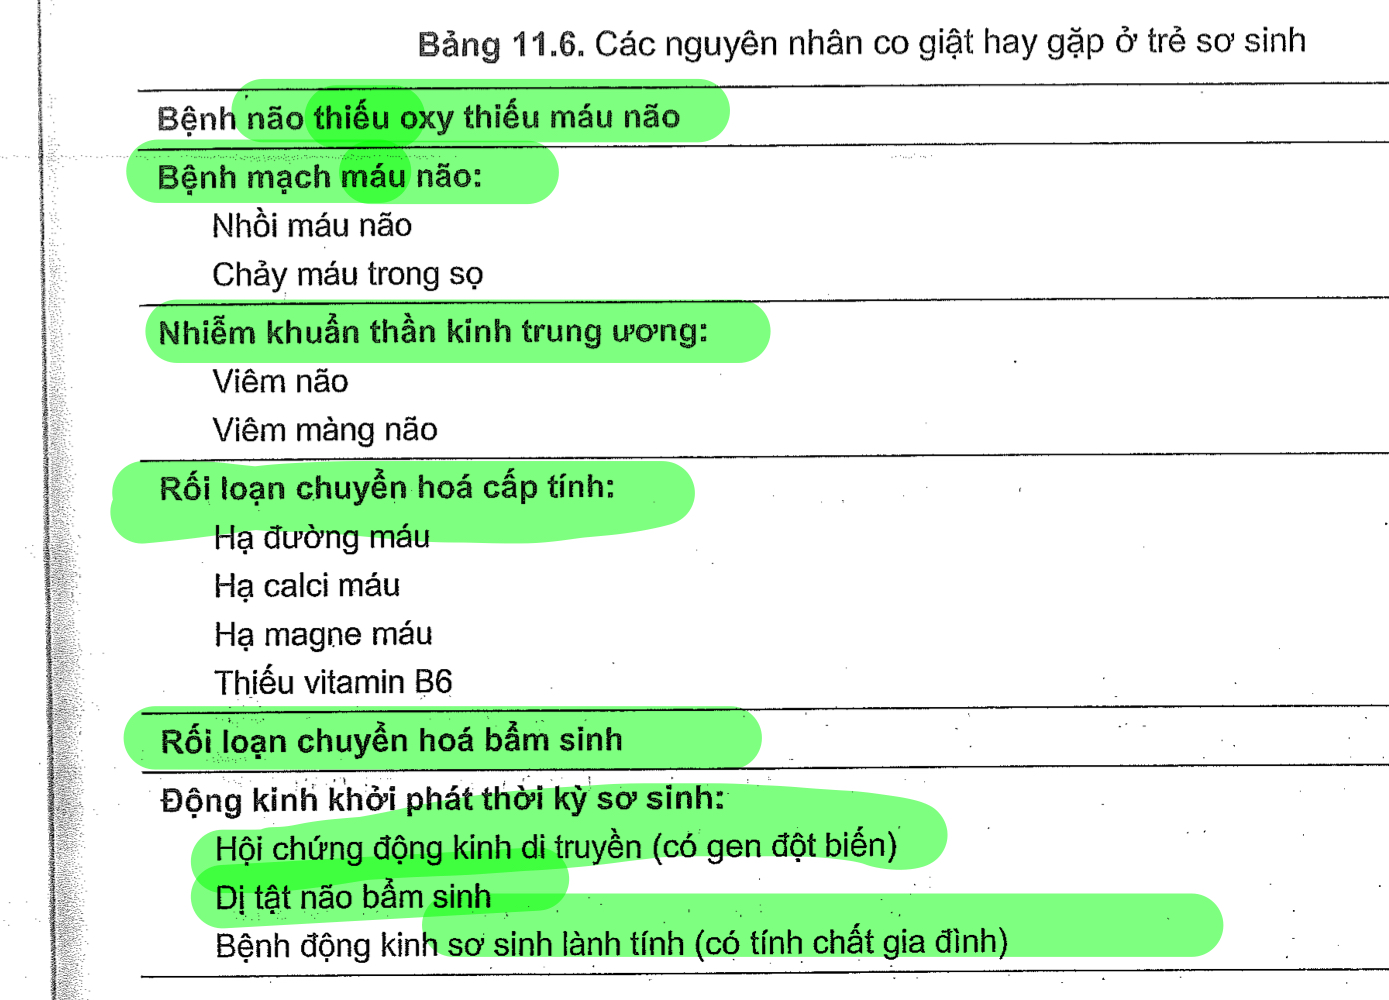 Bảng 11.6. Các nguyên nhân co giật hay gặp ở trẻ sơ sinh
Bệnh não thiếu oxy thiếu máu não
Bệnh mạch máu não:
Nhồi máu não
Chảy máu trong sọ
Nhiễm khuẩn thần kinh trung ương:
Viêm não
Viêm màng não
Rối loạn chuyển hoá cấp tính:
Hạ đường máu
Hạ calci máu
Hạ magne máu
Thiếu vitamin B6
Rối loạn chuyển hoá bẩm sinh
Động kinh khởi phát thời kỳ sơ sinh:
Hội chứng động kinh di truyền (có gen đột biến)
Dị tật não bẩm sinh
Bệnh động kinh sơ sinh lành tính (có tính chất gia đình)